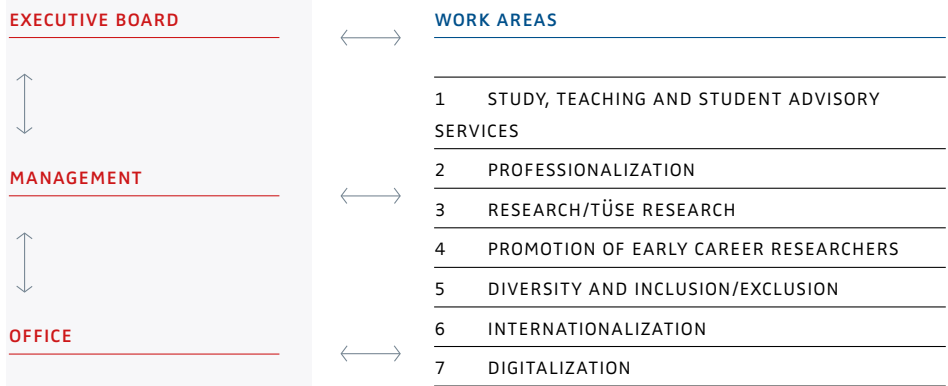 EXECUTIVE BOARD
MANAGEMENT
OFFICE
WORK AREAS
1 STUDY, TEACHING AND STUDENT ADVISORY
SERVICES
2 PROFESSIONALIZATION
3 RESEARCH/TÜSE RESEARCH
4 PROMOTION OF EARLY CAREER RESEARCHERS
5 DIVERSITY AND INCLUSION/EXCLUSION
6 INTERNATIONALIZATION
7 DIGITALIZATION